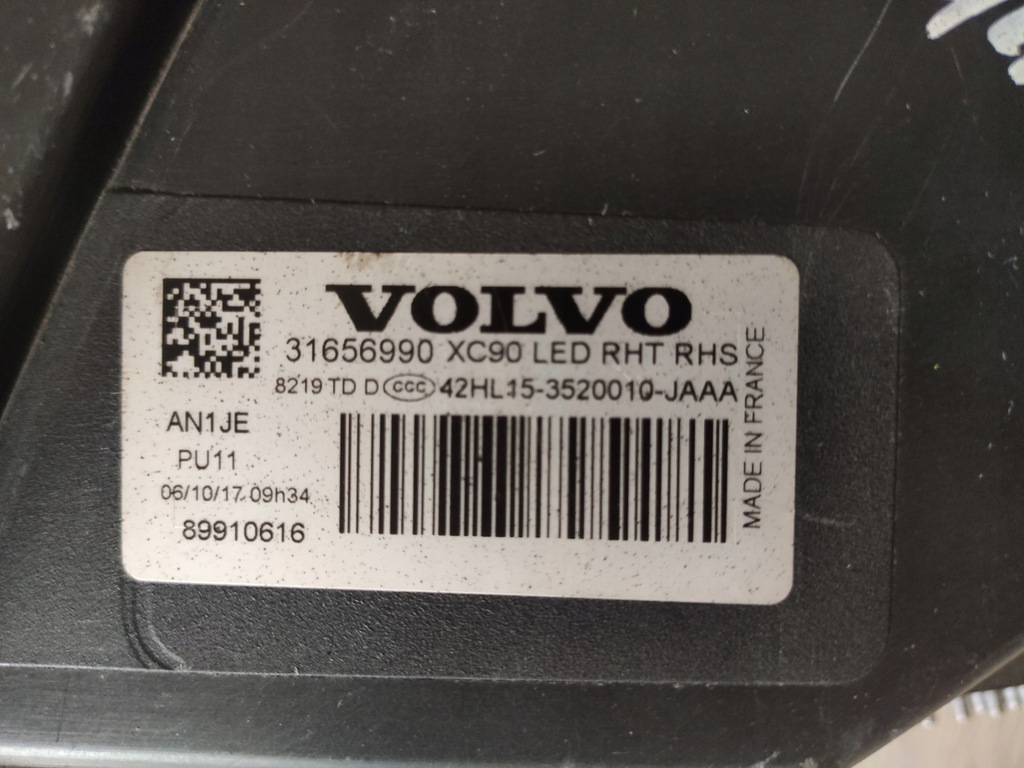 VOLVO
31656990 XC90 LED RHT RHS
8219 TD D CCC 42HL15-3520010-JAAA
AN1JE
PU11
06/10/17 09h34
89910616
MADE IN FRANCE